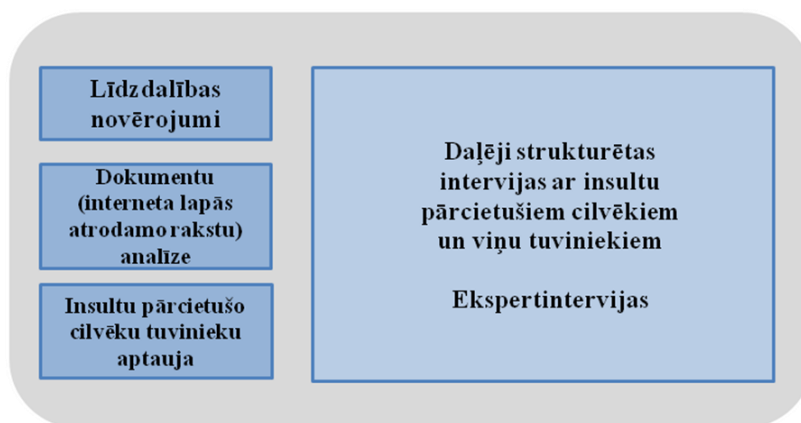 Līdzdalības
novērojumi
Dokumentu
(interneta lapās
atrodamo rakstu)
analīze
Insultu pārcietušo
cilvēku tuvinieku
aptauja
Daļēji strukturētas
intervijas ar insultu
pārcietušiem cilvēkiem
un viņu tuviniekiem
Ekspertintervijas